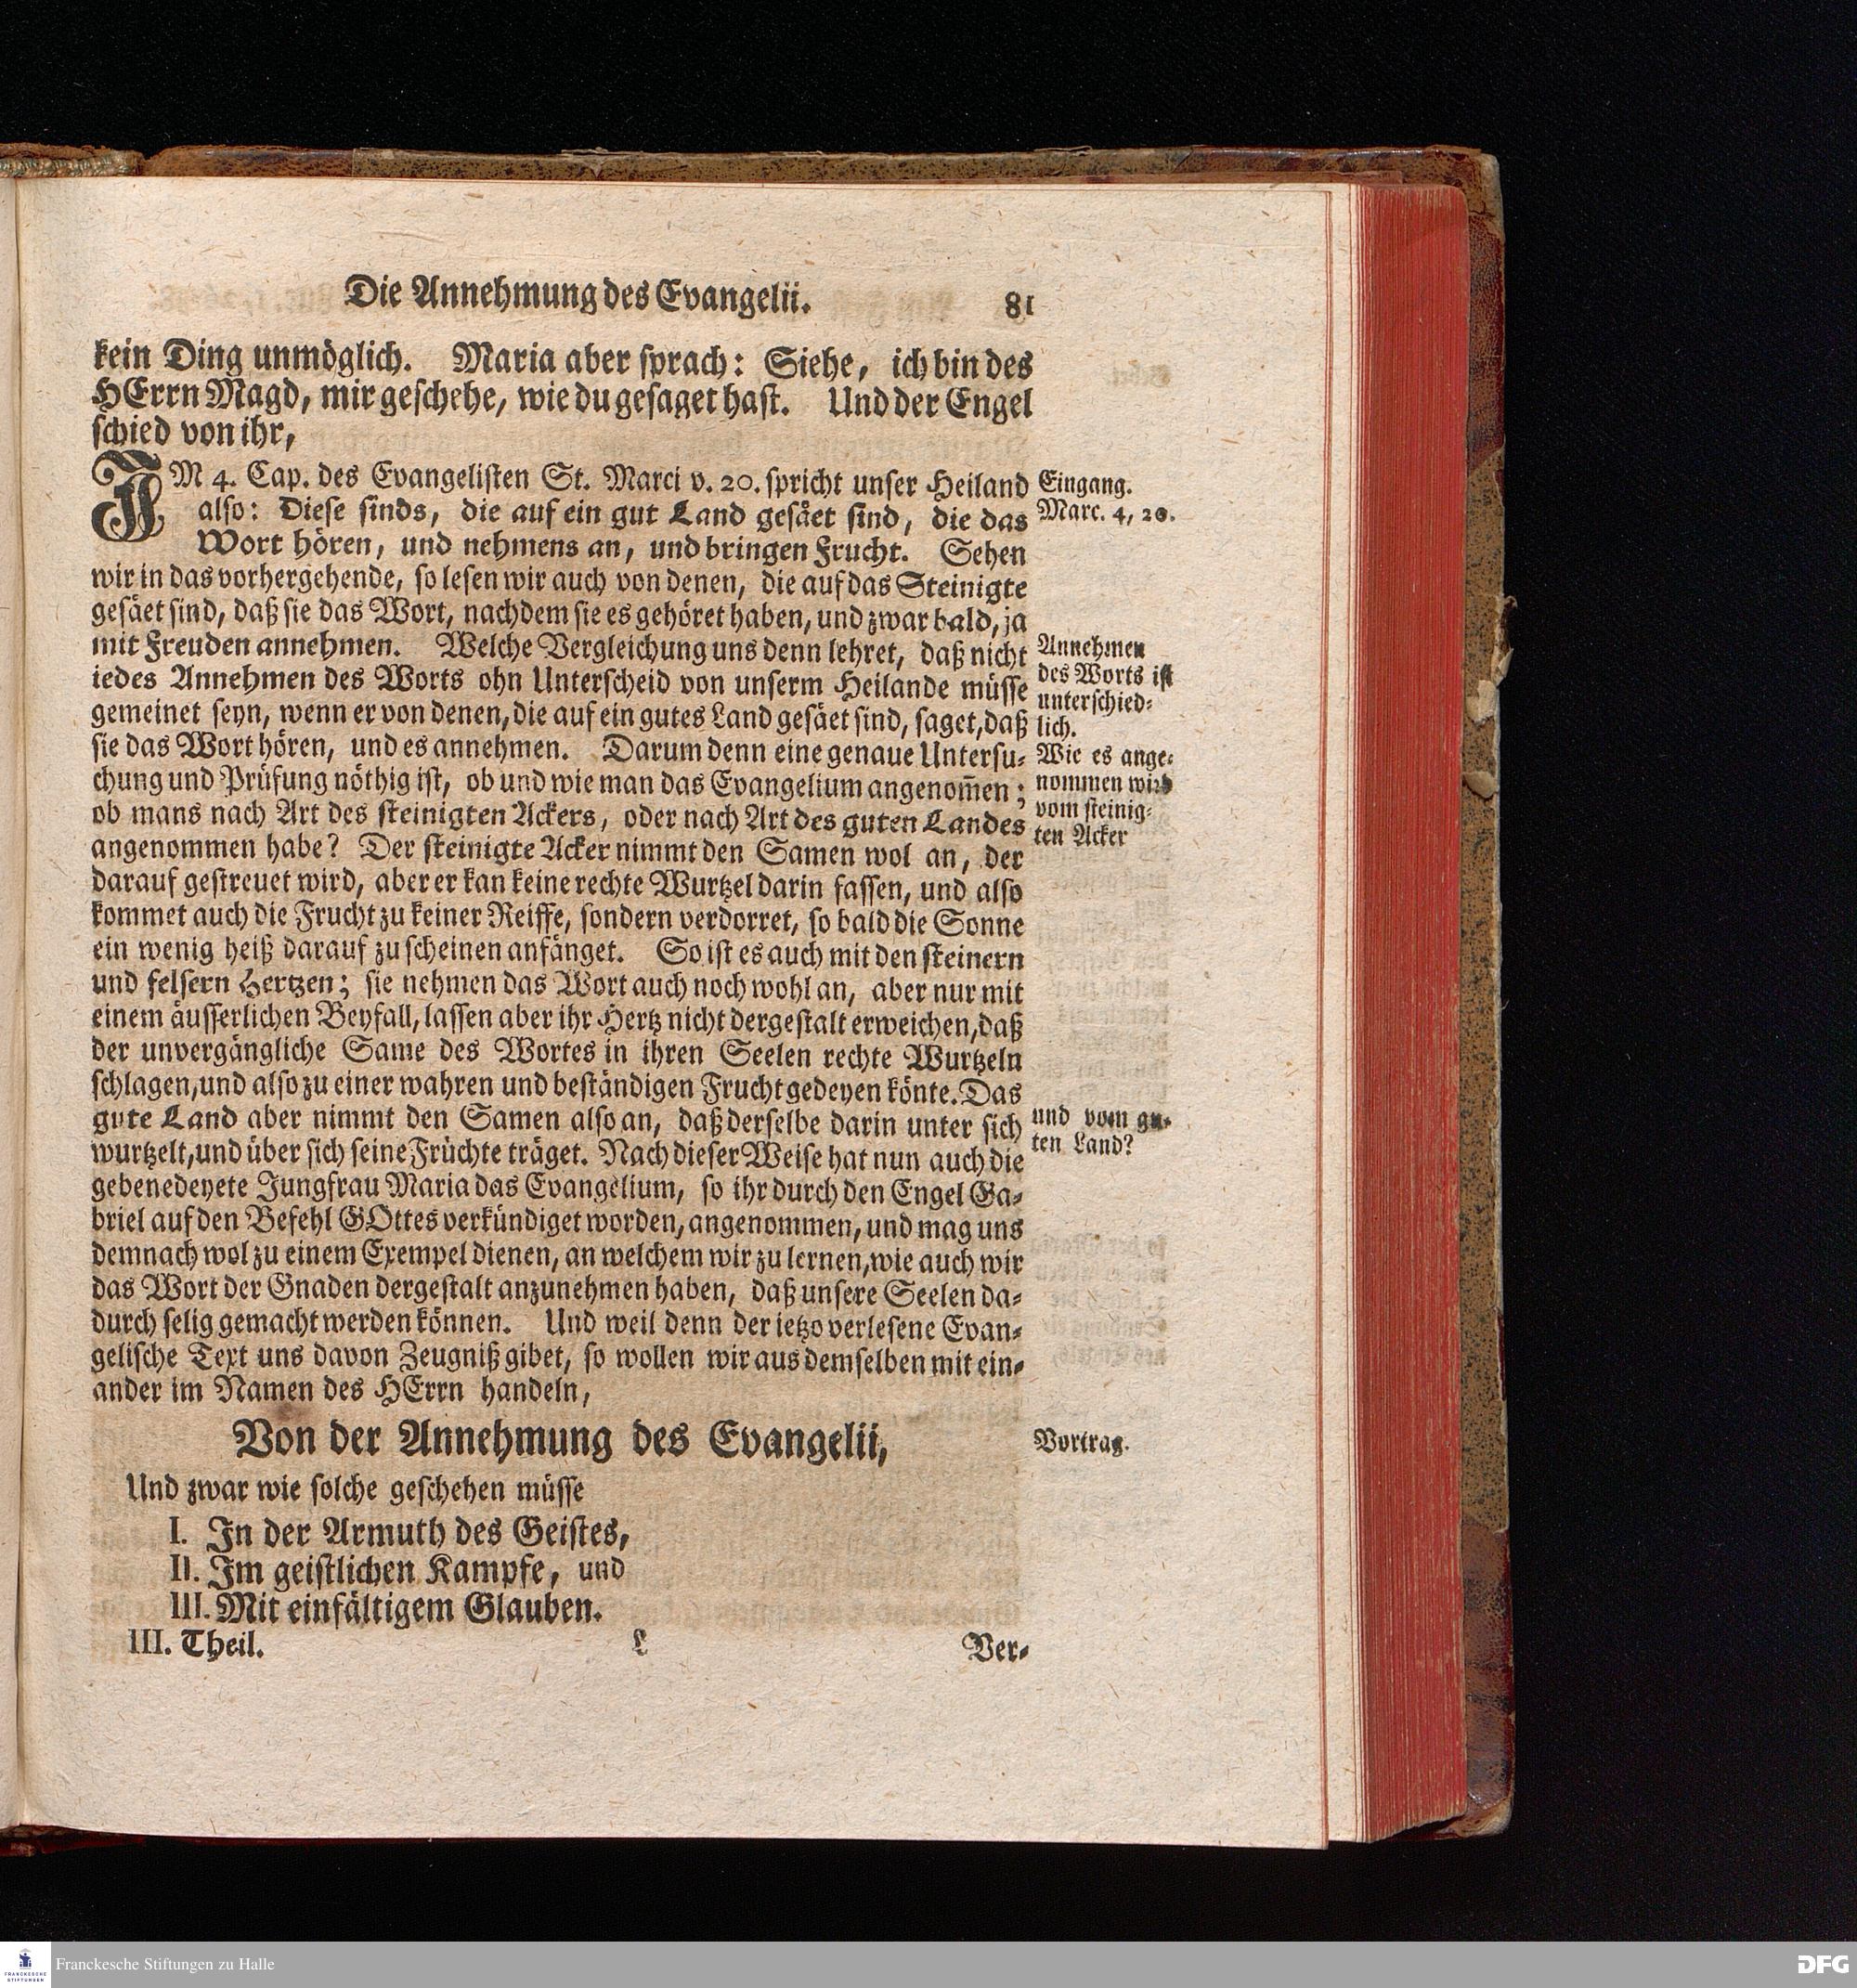 Die Annehmung des Evangelii. 81
kein Ding unmöglich. Maria aber sprach: Siehe, ich bin des
HErrn Magd, mir geschehe, wie du gesaget hast. Und der Engel
schied von ihr,
IM 4. Cap. des Evangelisten St. Marci v. 20. spricht unser Heiland
also: Diese sinds, die auf ein gut Land gesäet sind, die das
Wort hören, und nehmens an, und bringen Frucht. Sehen
wir in das vorhergehende, so lesen wir auch von denen, die auf das Steinigte
gesäet sind, daß sie das Wort, nachdem sie es gehöret haben, und zwar bald, ja
mit Freuden annehmen. Welche Vergleichung uns denn lehret, daß nicht
iedes Annehmen des Worts ohn Unterscheid von unserm Heilande müsse
gemeinet seyn, wenn er von denen, die auf ein gutes Land gesäet sind, saget, daß
sie das Wort hören, und es annehmen. Darum denn eine genaue Untersu-
chung und Prüfung nöthig ist, ob und wie man das Evangelium angenom̃en;
ob mans nach Art des steinigten Ackers, oder nach Art des guten Landes
angenommen habe? Der steinigte Acker nimmt den Samen wol an, der
darauf gestreuet wird, aber er kan keine rechte Wurtzel darin fassen, und also
kommet auch die Frucht zu keiner Reiffe, sondern verdorret, so bald die Sonne
ein wenig heiß darauf zu scheinen anfänget. So ist es auch mit den steinern
und felsern Hertzen; sie nehmen das Wort auch noch wohl an, aber nur mit
einem äusserlichen Beyfall, lassen aber ihr Hertz nicht dergestalt erweichen, daß
der unvergängliche Same des Wortes in ihren Seelen rechte Wurtzeln
schlagen, und also zu einer wahren und beständigen Frucht gedeyen könte. Das
gute Land aber nimmt den Samen also an, daß derselbe darin unter sich
wurtzelt, und über sich seine Früchte träget. Nach dieser Weise hat nun auch die
gebenedeyete Jungfrau Maria das Evangelium, so ihr durch den Engel Ga-
briel auf den Befehl GOttes verkündiget worden, angenommen, und mag uns
demnach wol zu einem Exempel dienen, an welchem wir zu lernen, wie auch wir
das Wort der Gnaden dergestalt anzunehmen haben, daß unsere Seelen da-
durch selig gemacht werden können. Und weil denn der ietzo verlesene Evan-
gelische Text uns davon Zeugniß gibet, so wollen wir aus demselben mit ein-
ander im Namen des HErrn handeln,
Von der Annehmung des Evangelii,
Und zwar wie solche geschehen müsse
I. In der Armuth des Geistes,
II. Im geistlichen Kampfe, und
III. Mit einfältigem Glauben.
III. Theil. L Ver-
Eingang.
Marc. 4, 20.
Annehmen
des Worts ist
unterschied-
lich.
Wie es ange-
nommen wird
vom steinig-
ten Acker
und vom gu-
ten Land?
Vortrag.
FRANCKESCHE
STIFTUNGEN
Franckesche Stiftungen zu Halle
DFG